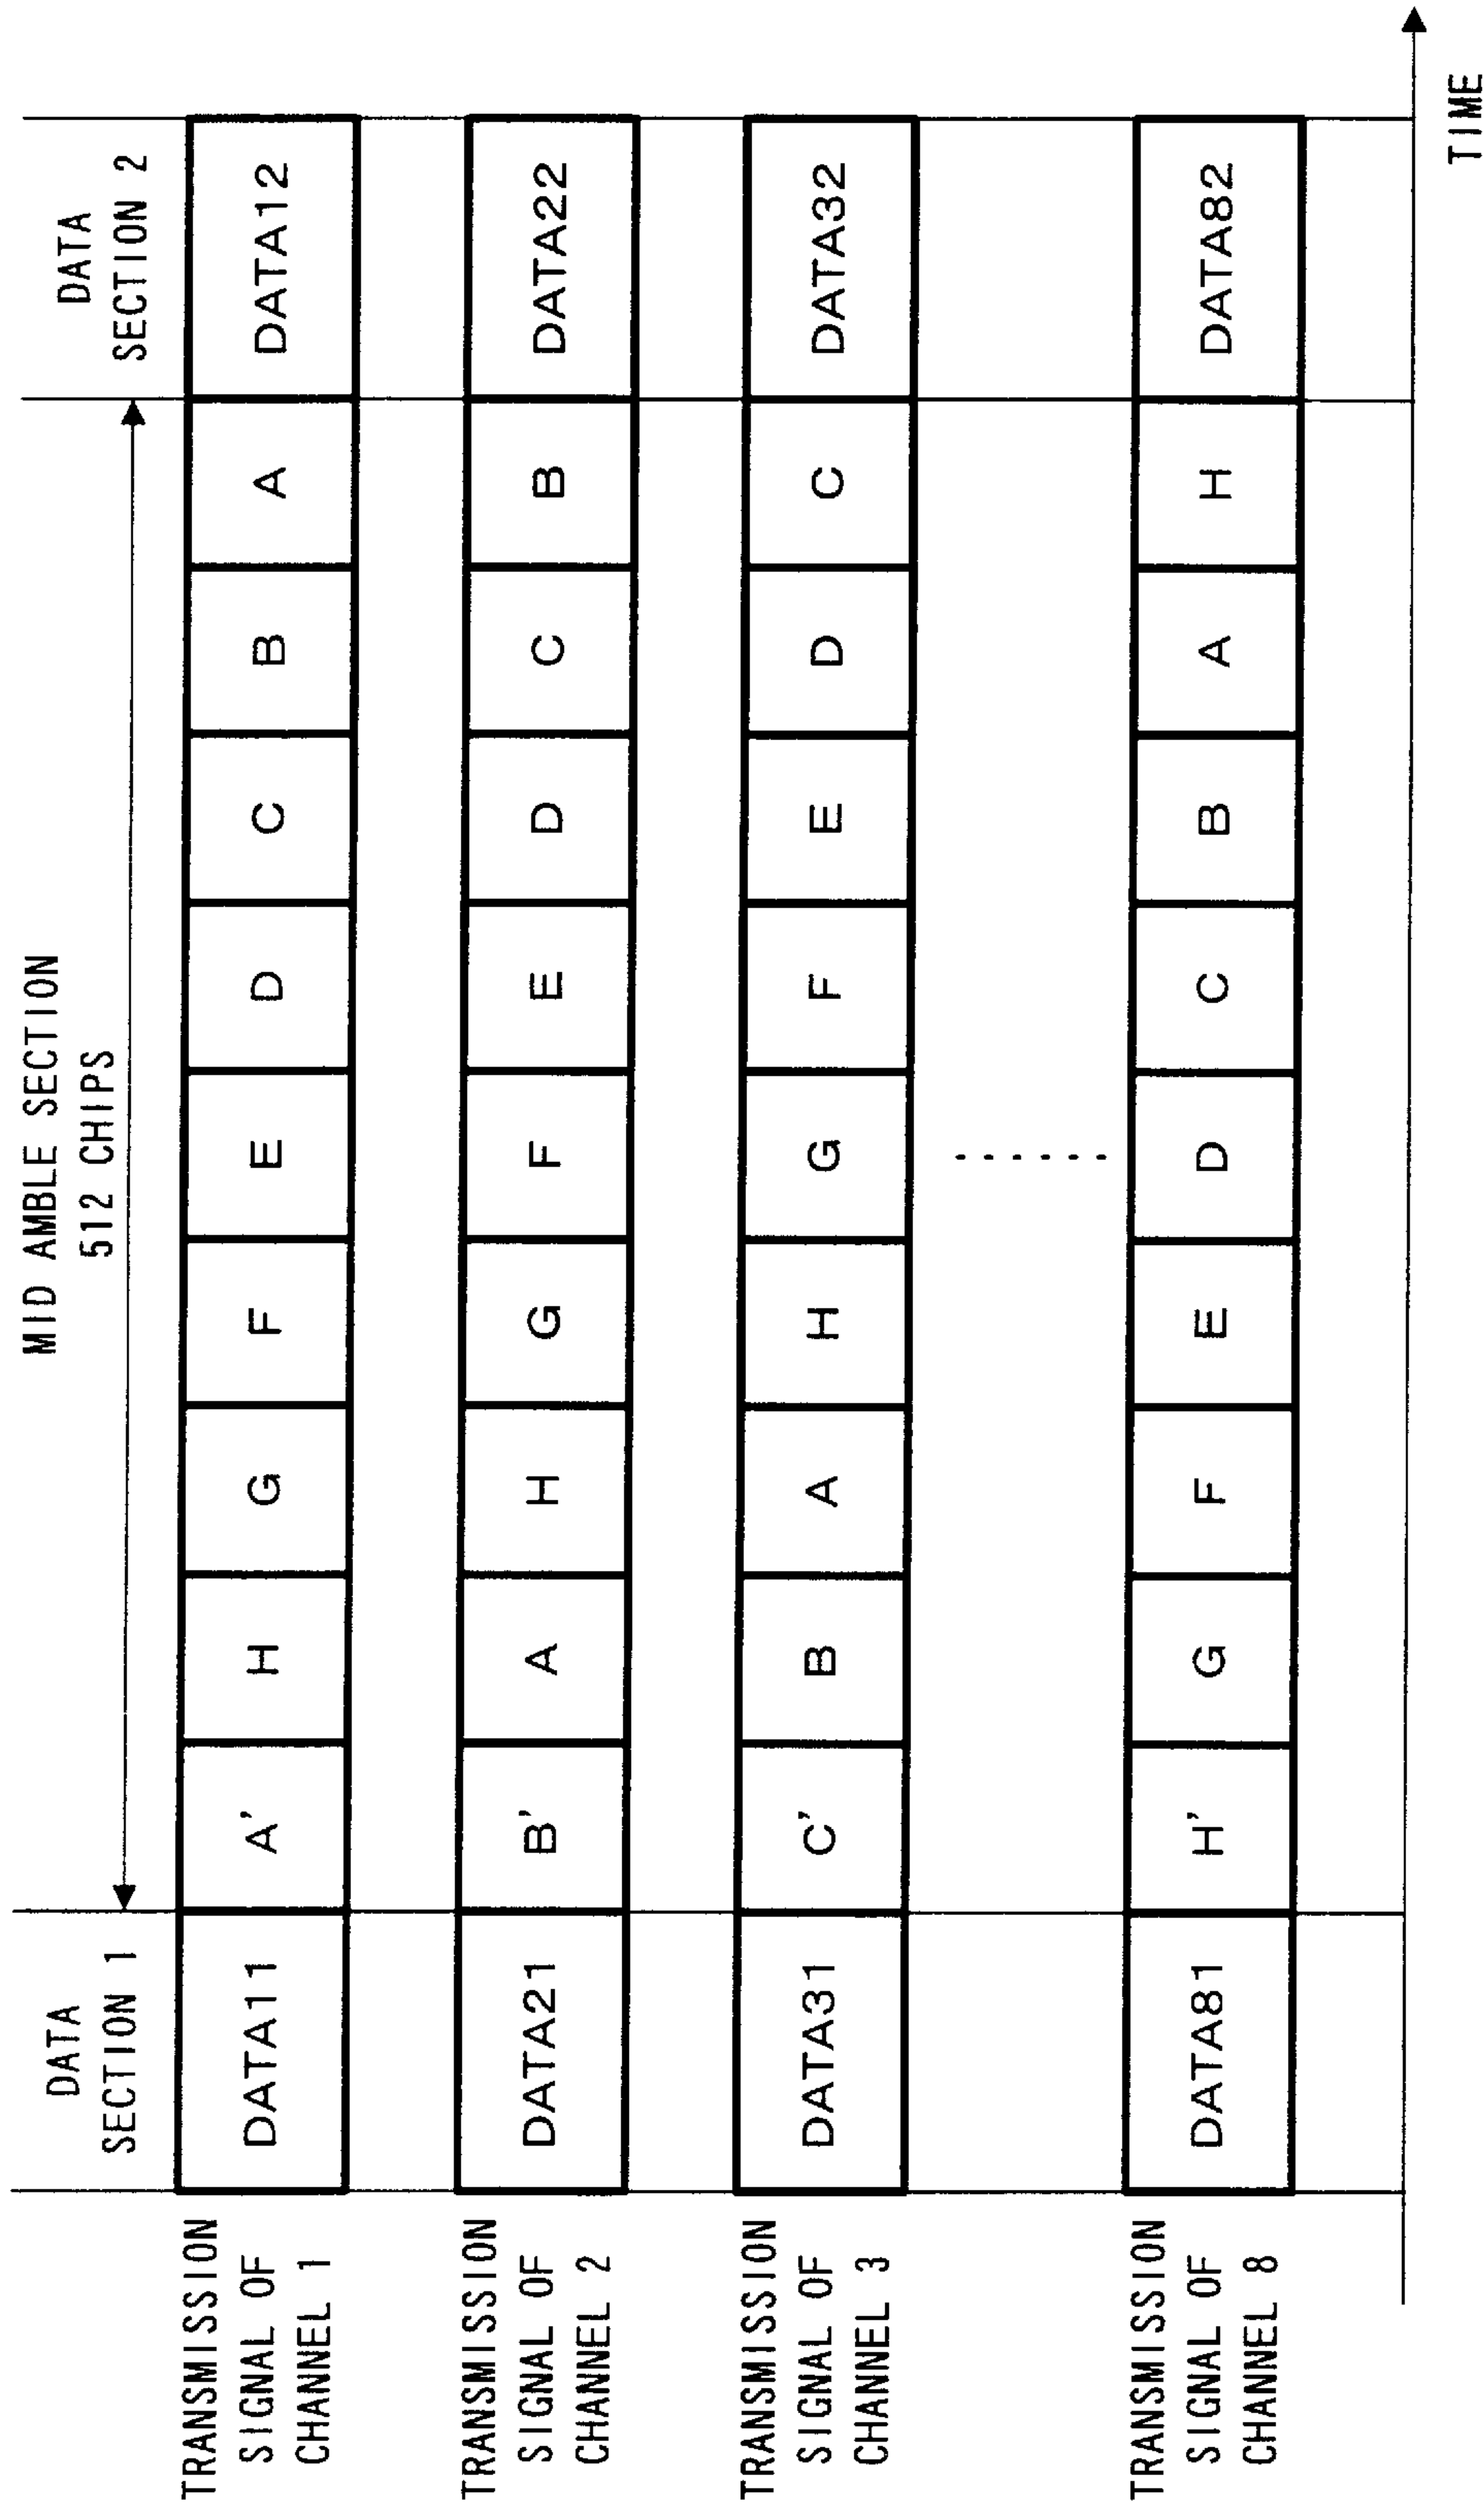 DATA
SECTION 1
MID AMBLE SECTION
512 CHIPS
DATA
SECTION 2
TRANSMISSION
SIGNAL OF
CHANNEL 1
DATA11 A' H G F E D C B A DATA12
TRANSMISSION
SIGNAL OF
CHANNEL 2
DATA21 B' A H G F E D C B DATA22
TRANSMISSION
SIGNAL OF
CHANNEL 3
DATA31 C' B A H G F E D C DATA32
......
TRANSMISSION
SIGNAL OF
CHANNEL 8
DATA81 H' G F E D C B A H DATA82
TIME